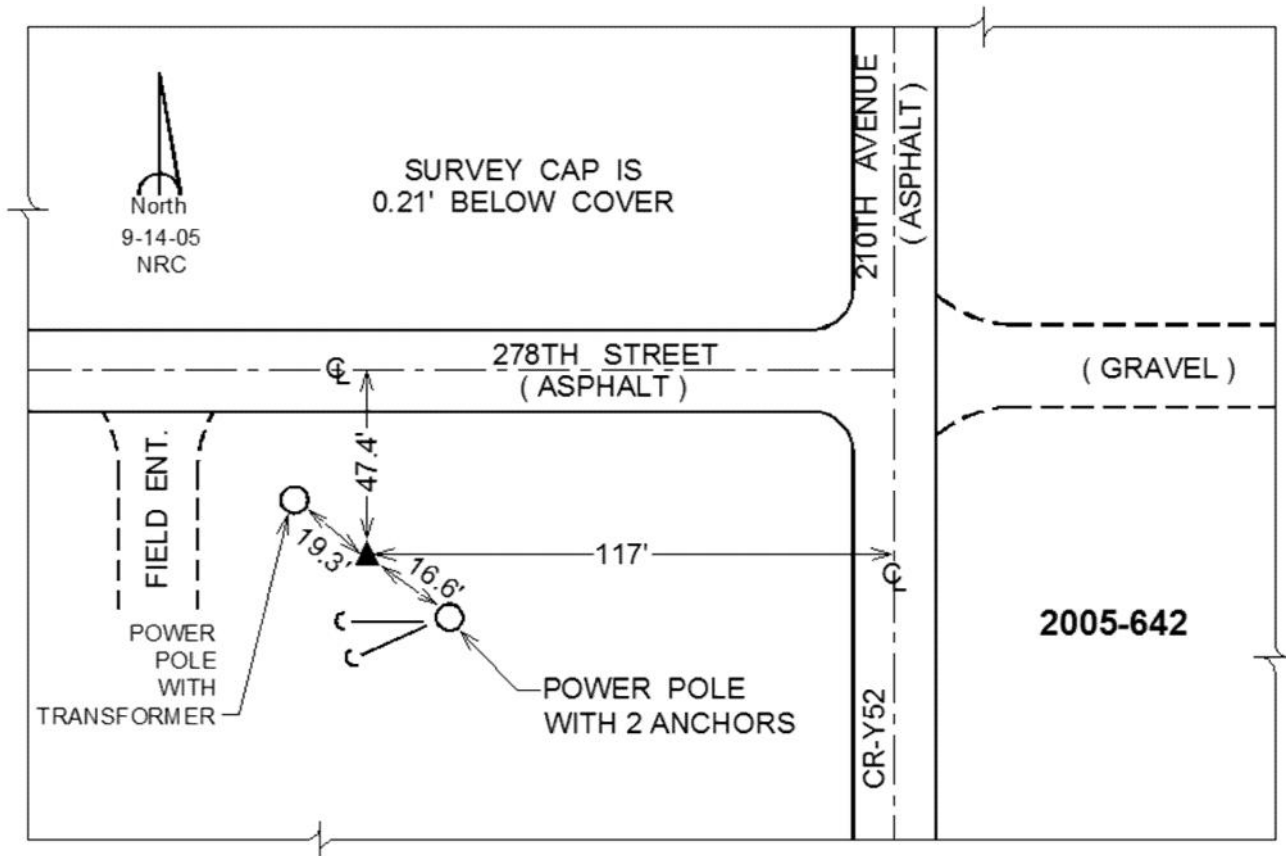 SURVEY CAP IS
0.21' BELOW COVER
North
9-14-05
NRC
210TH AVENUE
( ASPHALT )
278TH STREET
( ASPHALT )
( GRAVEL )
℄
FIELD ENT.
47.4'
19.3'
16.6'
117'
℄
2005-642
POWER
POLE
WITH
TRANSFORMER
POWER POLE
WITH 2 ANCHORS
CR-Y52